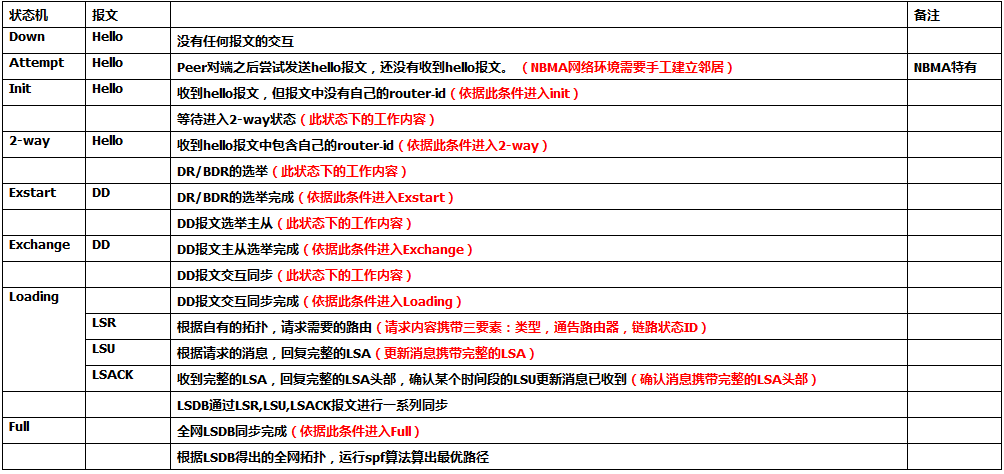 状态机 报文 备注
Down Hello 没有任何报文的交互
Attempt Hello Peer对端之后尝试发送hello报文，还没有收到hello报文。（NBMA网络环境需要手工建立邻居） NBMA特有
Init Hello 收到hello报文，但报文中没有自己的router-id（依据此条件进入init）
等待进入2-way状态（此状态下的工作内容）
2-way Hello 收到hello报文中包含自己的router-id（依据此条件进入2-way）
DR/BDR的选举（此状态下的工作内容）
Exstart DD DR/BDR的选举完成（依据此条件进入Exstart）
DD报文选举主从（此状态下的工作内容）
Exchange DD DD报文主从选举完成（依据此条件进入Exchange）
DD报文交互同步（此状态下的工作内容）
Loading DD报文交互同步完成（依据此条件进入Loading）
LSR 根据自有的拓扑，请求需要的路由（请求内容携带三要素：类型，通告路由器，链路状态ID）
LSU 根据请求的消息，回复完整的LSA（更新消息携带完整的LSA）
LSACK 收到完整的LSA，回复完整的LSA头部，确认某个时间段的LSU更新消息已收到（确认消息携带完整的LSA头部）
LSDB通过LSR,LSU,LSACK报文进行一系列同步
Full 全网LSDB同步完成（依据此条件进入Full）
根据LSDB得出的全网拓扑，运行spf算法算出最优路径